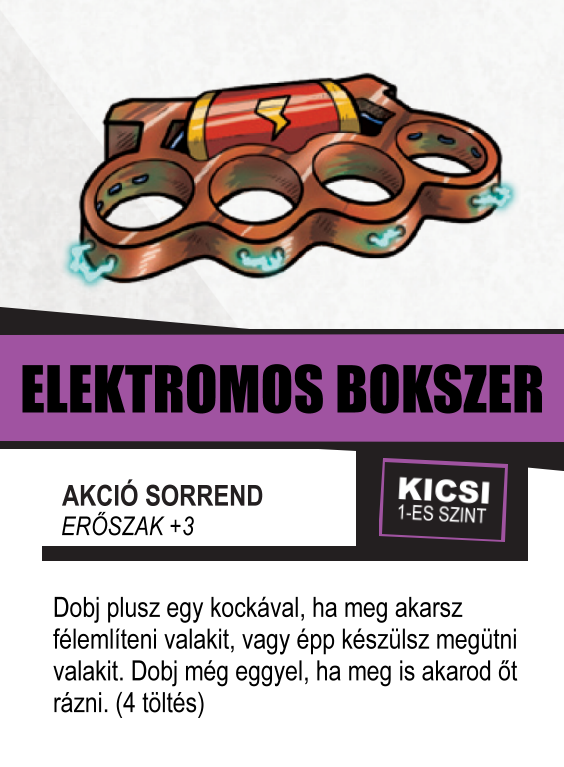 ELEKTROMOS BOKSZER
AKCIÓ SORREND
ERŐSZAK +3
KICSI
1-ES SZINT
Dobj plusz egy kockával, ha meg akarsz
félemlíteni valakit, vagy épp készülsz megütni
valakit. Dobj még eggyel, ha meg is akarod őt
rázni. (4 töltés)